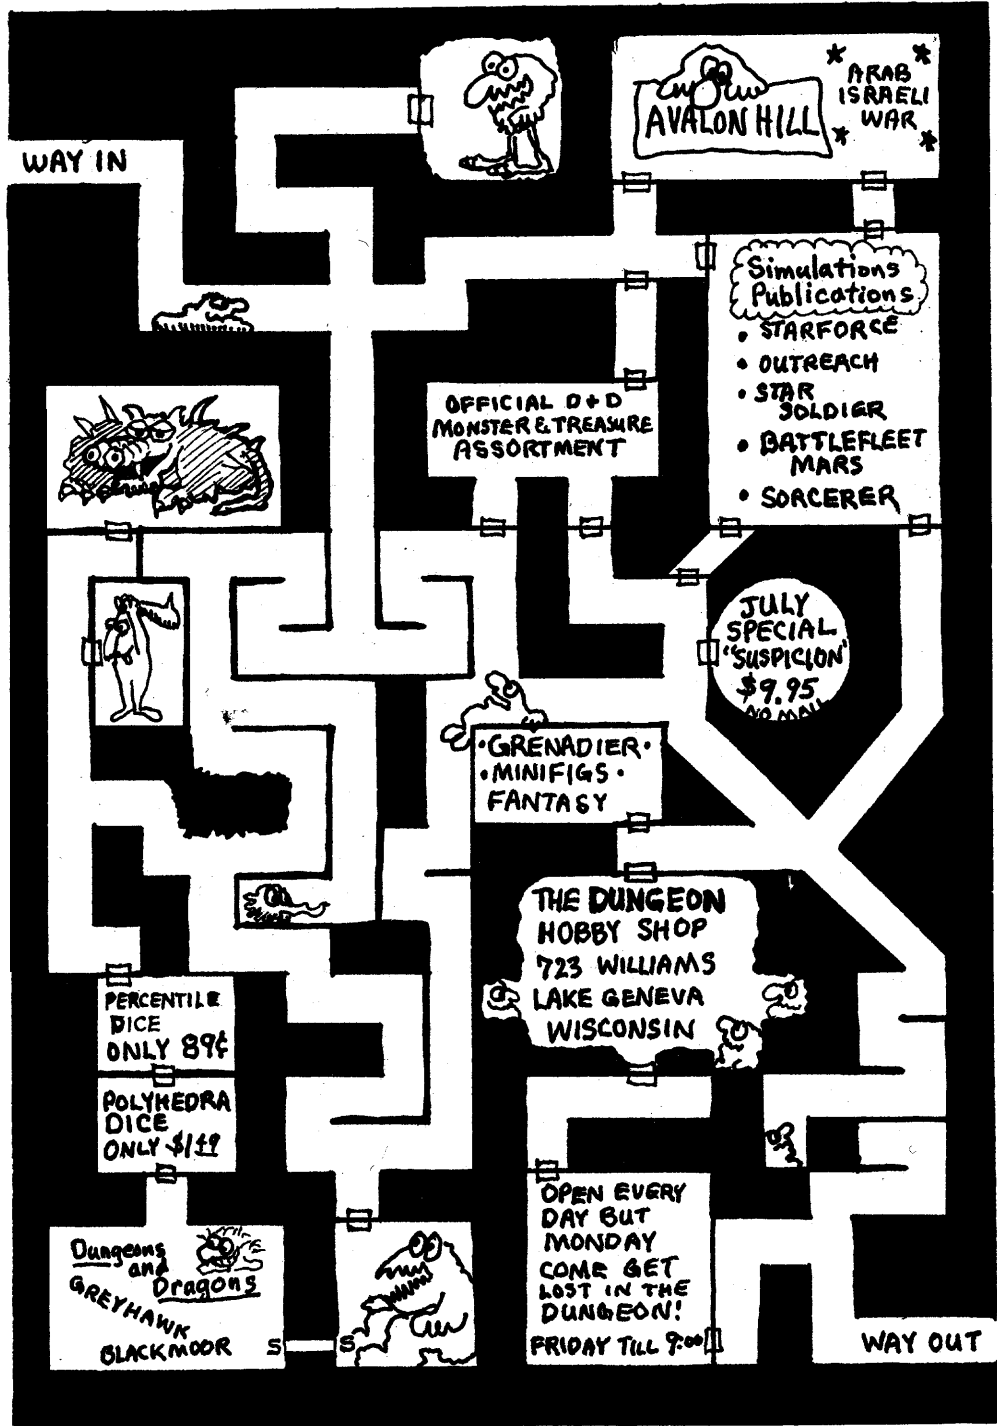 WAY IN
AVALON HILL
ARAB
ISRAELI
WAR
Simulations
Publications
• STARFORCE
• OUTREACH
• STAR
SOLDIER
• BATTLEFLEET
MARS
• SORCERER
OFFICIAL D+D
MONSTER & TREASURE
ASSORTMENT
JULY
SPECIAL
"SUSPICION"
$9.95
NO MAIL
• GRENADIER •
• MINIFIGS •
FANTASY
THE DUNGEON
HOBBY SHOP
723 WILLIAMS
LAKE GENEVA
WISCONSIN
PERCENTILE
DICE
ONLY 89¢
POLYHEDRA
DICE
ONLY $1.49
OPEN EVERY
DAY BUT
MONDAY
COME GET
LOST IN THE
DUNGEON!
FRIDAY TILL 9:00
Dungeons
and
Dragons
GREYHAWK
BLACKMOOR
S S
WAY OUT